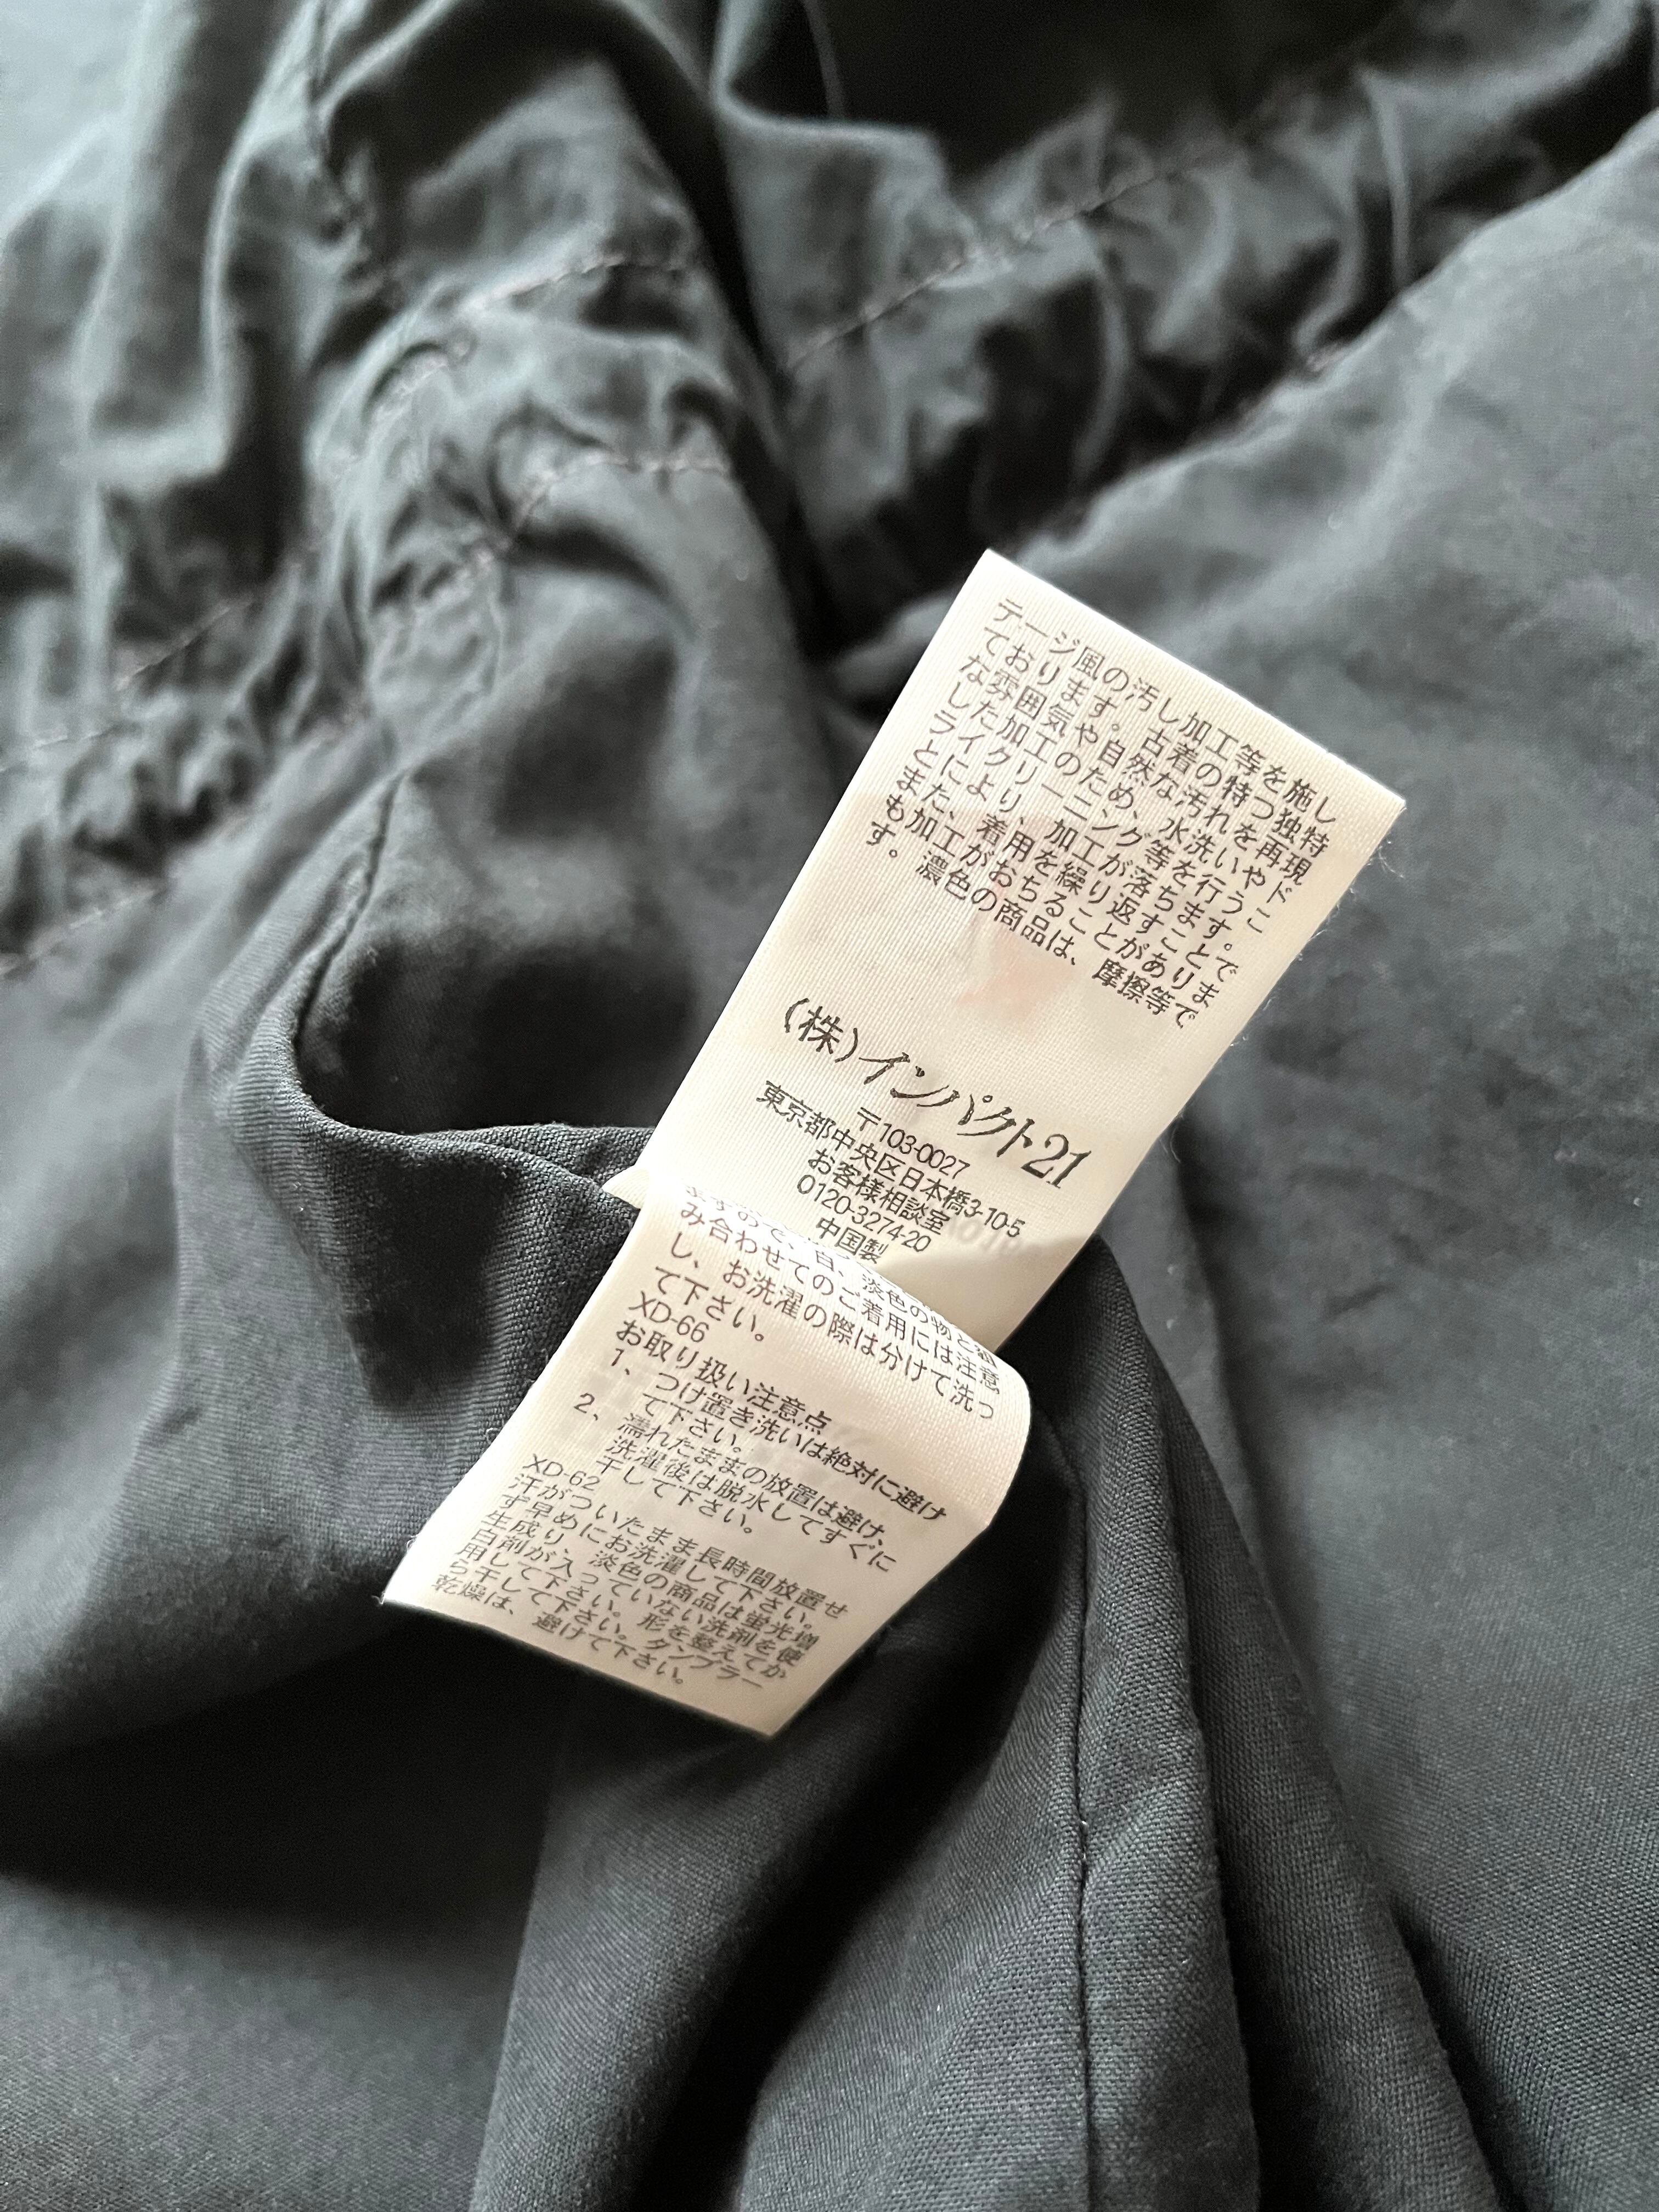 テージ風の汚し加工等を施し
ております。古着の特つ独特
な雰囲気や自然な汚れを再現
した加工のため、水洗いやド
ライクリーニング等を行うこ
とにより、加工が落ちます。
また、着用を繰り返すことで
も加工がおちることがありま
す。濃色の商品は、摩擦等で
(株)インパクト21
〒103-0027
東京都中央区日本橋3-10-5
お客様相談室
0120-3274-20
中国製
ますので、白、淡色の物と組
み合わせてのご着用には注意
し、お洗濯の際は分けて洗っ
て下さい。
XD-66
お取り扱い注意点
1、つけ置き洗いは絶対に避け
て下さい。
2、濡れたままの放置は避け、
洗濯後は脱水してすぐに
干して下さい。
XD-62
汗がついたまま長時間放置せ
ず早めにお洗濯して下さい。
生成り、淡色の商品は蛍光増
白剤が入っていない洗剤を使
用して下さい。形を整えてか
ら干して下さい。タンブラー
乾燥は、避けて下さい。